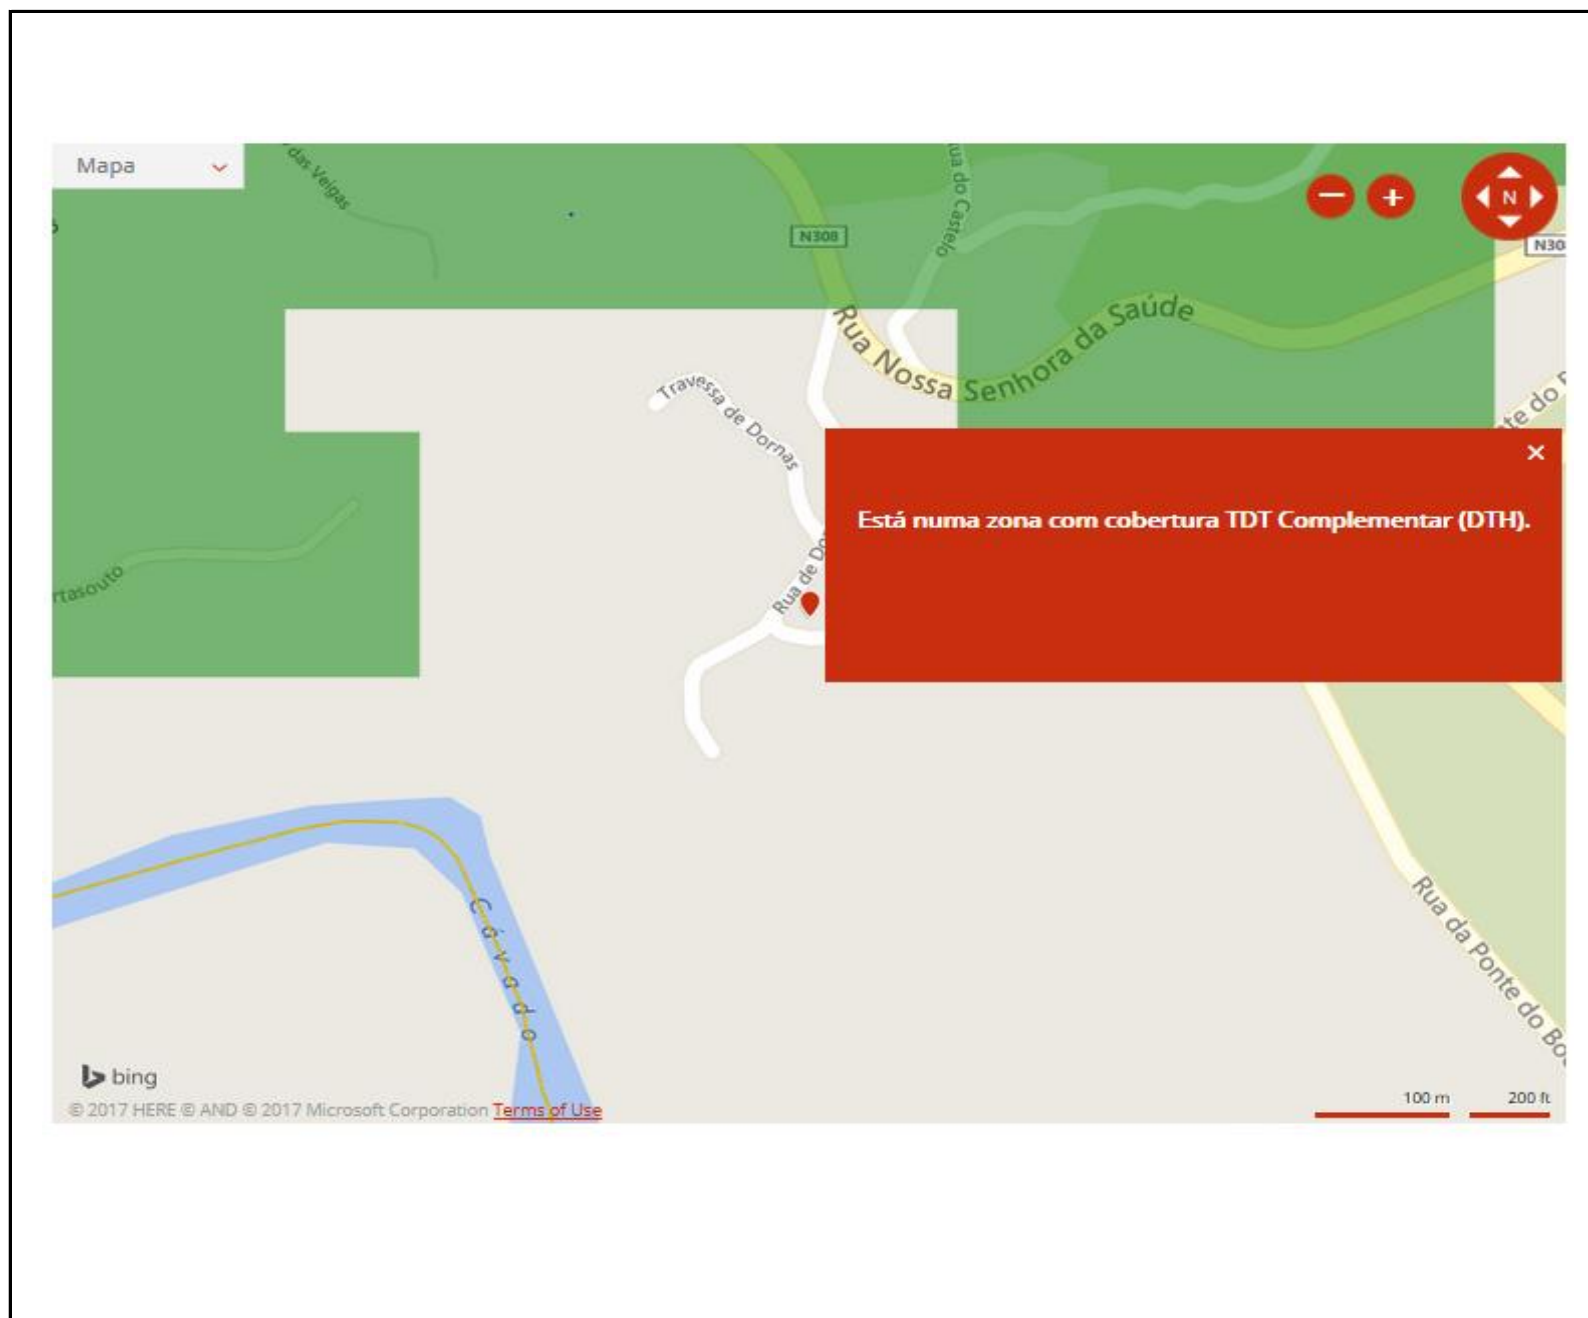 Mapa
das Veigas
N308
Rua do Castelo
N
N30
Rua Nossa Senhora da Saúde
Travessa de Dornas
Está numa zona com cobertura TDT Complementar (DTH).
Rua de Do
rtasouto
Cávado
Rua da Ponte do Bo
bing
© 2017 HERE © AND © 2017 Microsoft Corporation Terms of Use
100 m
200 ft